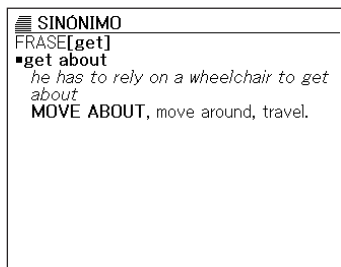 SINÓNIMO
FRASE[get]
▪get about
he has to rely on a wheelchair to get
about
MOVE ABOUT, move around, travel.